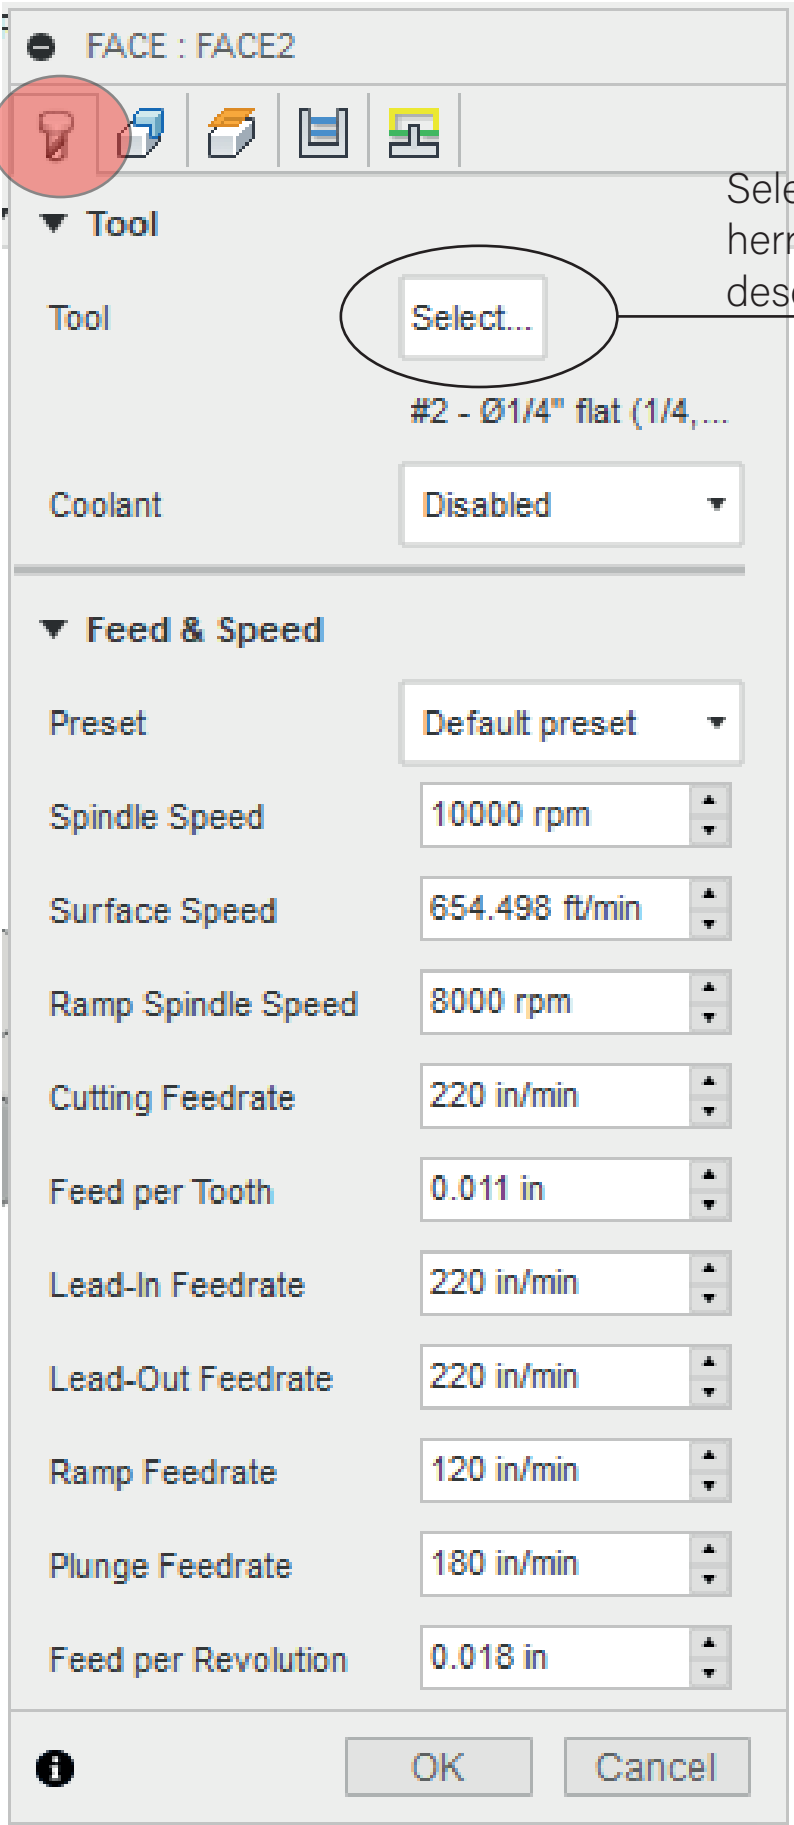 FACE : FACE2
Tool
Tool
Select...
#2 - Ø1/4" flat (1/4,...
Coolant
Disabled
Feed & Speed
Preset
Default preset
Spindle Speed
10000 rpm
Surface Speed
654.498 ft/min
Ramp Spindle Speed
8000 rpm
Cutting Feedrate
220 in/min
Feed per Tooth
0.011 in
Lead-In Feedrate
220 in/min
Lead-Out Feedrate
220 in/min
Ramp Feedrate
120 in/min
Plunge Feedrate
180 in/min
Feed per Revolution
0.018 in
OK
Cancel